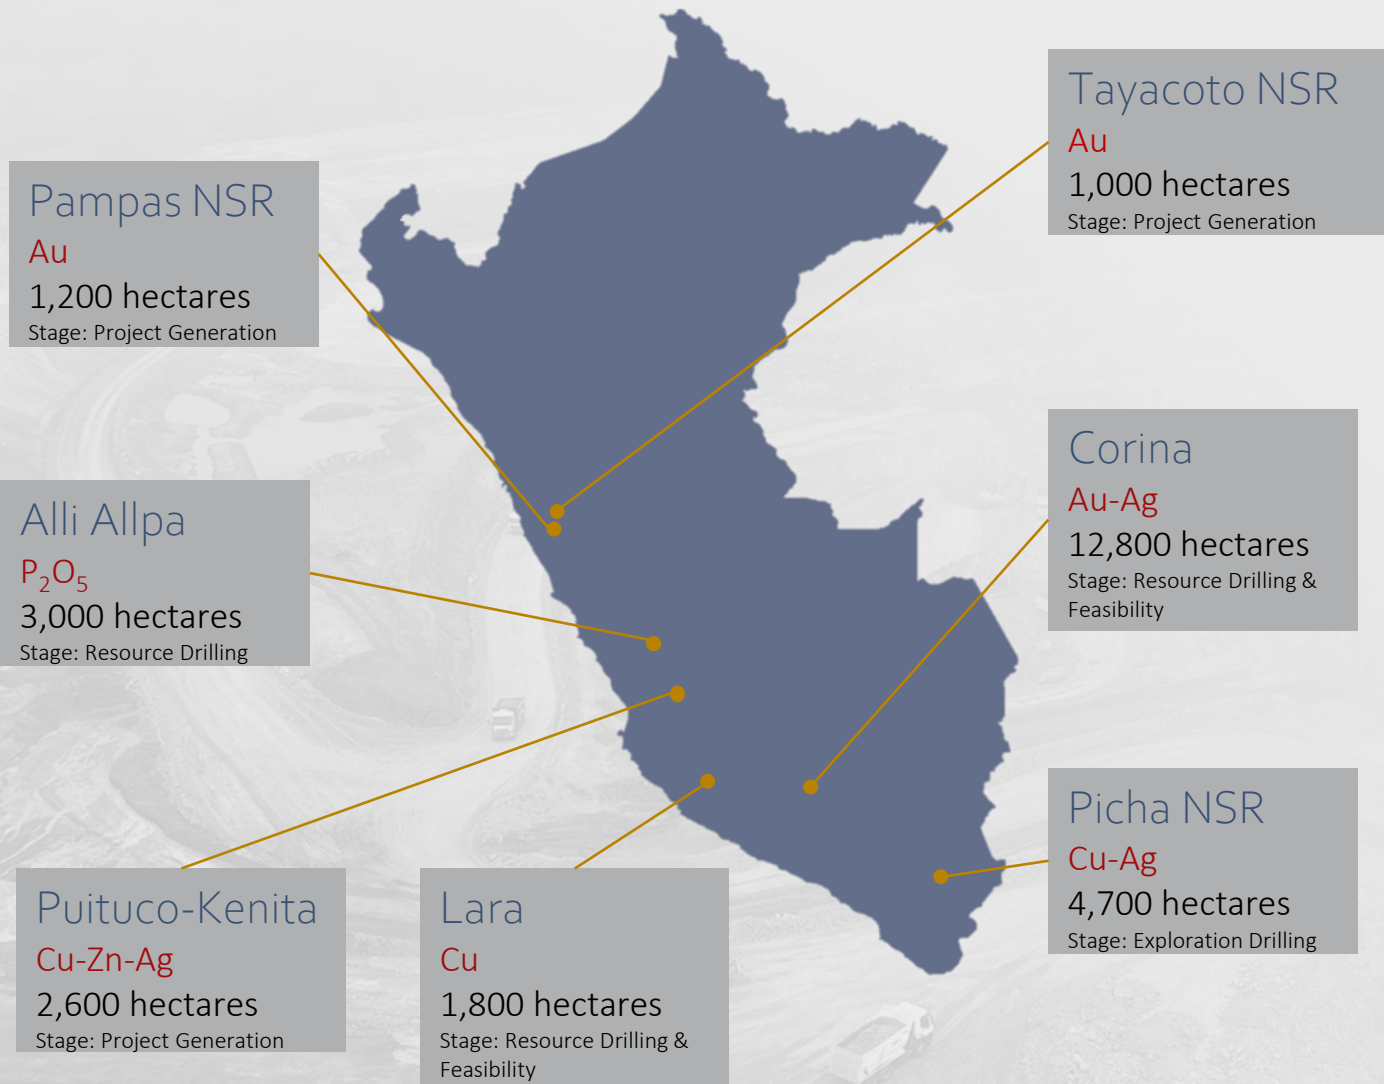 Tayacoto NSR
Au
1,000 hectares
Stage: Project Generation
Pampas NSR
Au
1,200 hectares
Stage: Project Generation
Corina
Au-Ag
12,800 hectares
Stage: Resource Drilling &
Feasibility
Alli Allpa
P₂O₅
3,000 hectares
Stage: Resource Drilling
Picha NSR
Cu-Ag
4,700 hectares
Stage: Exploration Drilling
Puituco-Kenita
Cu-Zn-Ag
2,600 hectares
Stage: Project Generation
Lara
Cu
1,800 hectares
Stage: Resource Drilling &
Feasibility